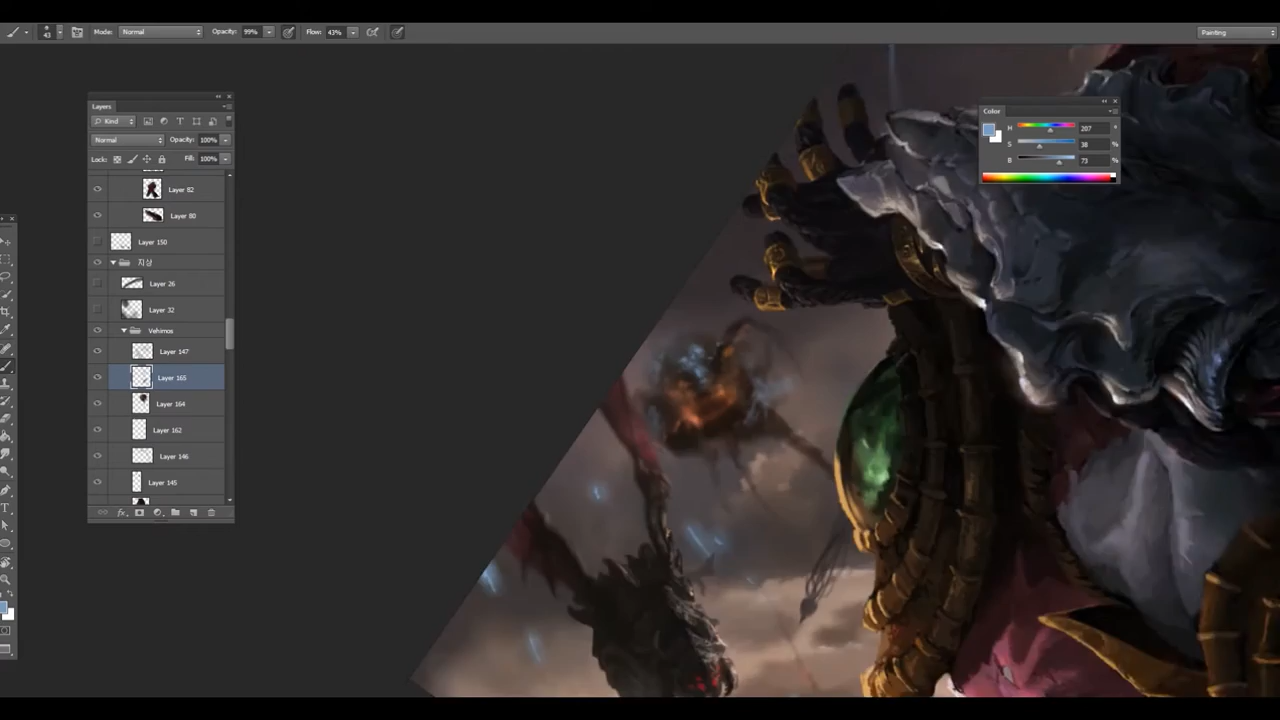 43 Mode: Normal Opacity: 99% Flow: 43% Painting
Layers
Kind
Normal Opacity: 100%
Lock: Fill: 100%
Layer 82
Layer 80
Layer 150
지상
Layer 26
Layer 32
Vehimos
Layer 147
Layer 165
Layer 164
Layer 162
Layer 146
Layer 145
fx
Color
H 207 °
S 38 %
B 73 %